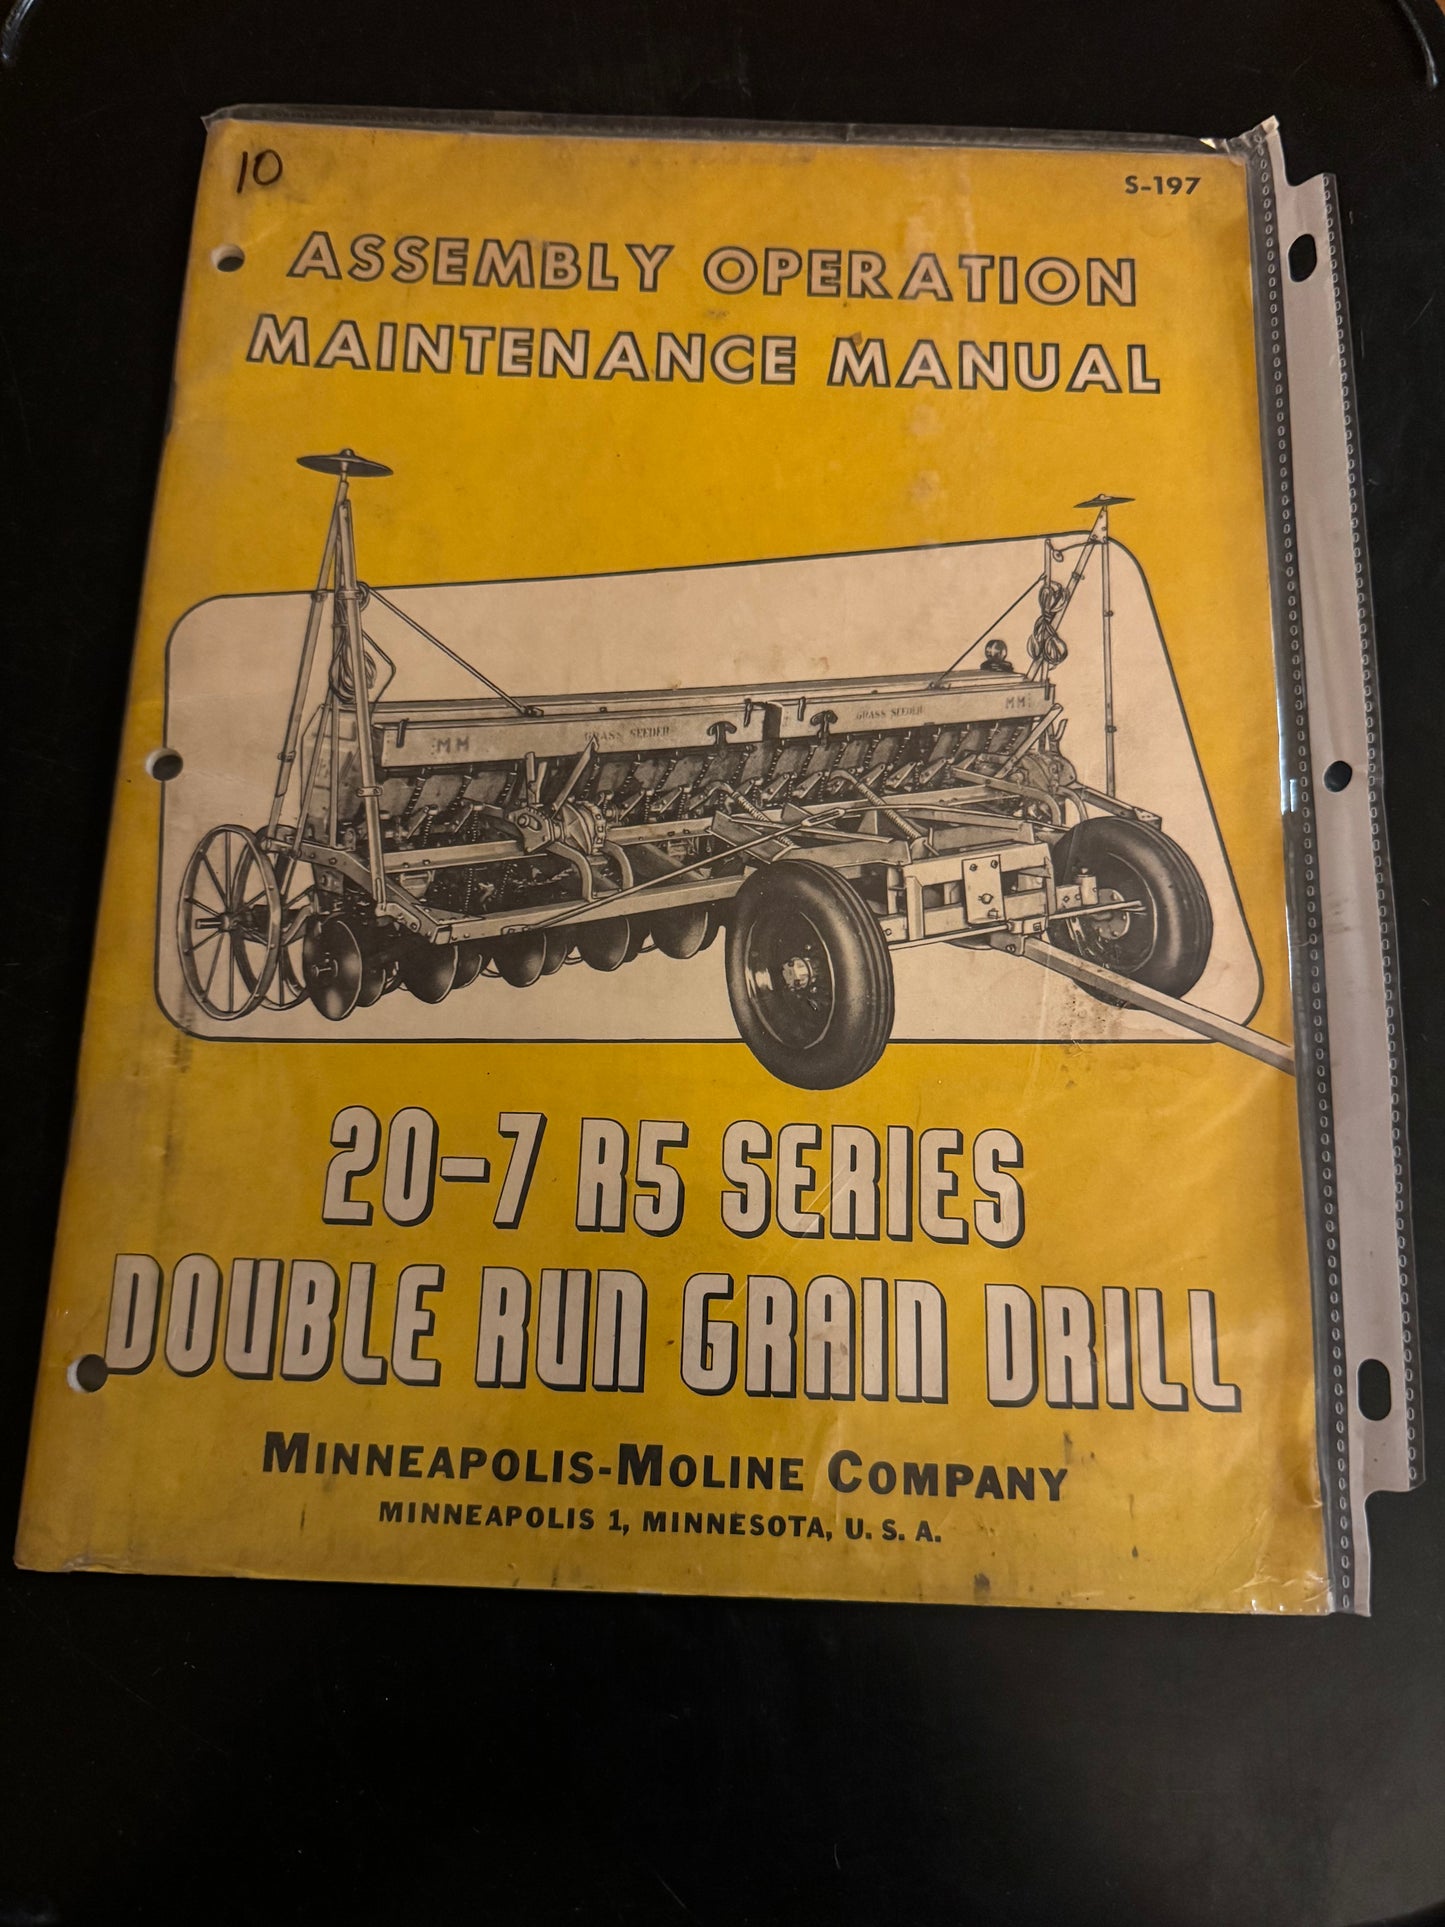 10
S-197
ASSEMBLY OPERATION
MAINTENANCE MANUAL
MM
GRASS SEEDER
GRASS SEEDER
MM
20-7 R5 SERIES
DOUBLE RUN GRAIN DRILL
MINNEAPOLIS-MOLINE COMPANY
MINNEAPOLIS 1, MINNESOTA, U. S. A.